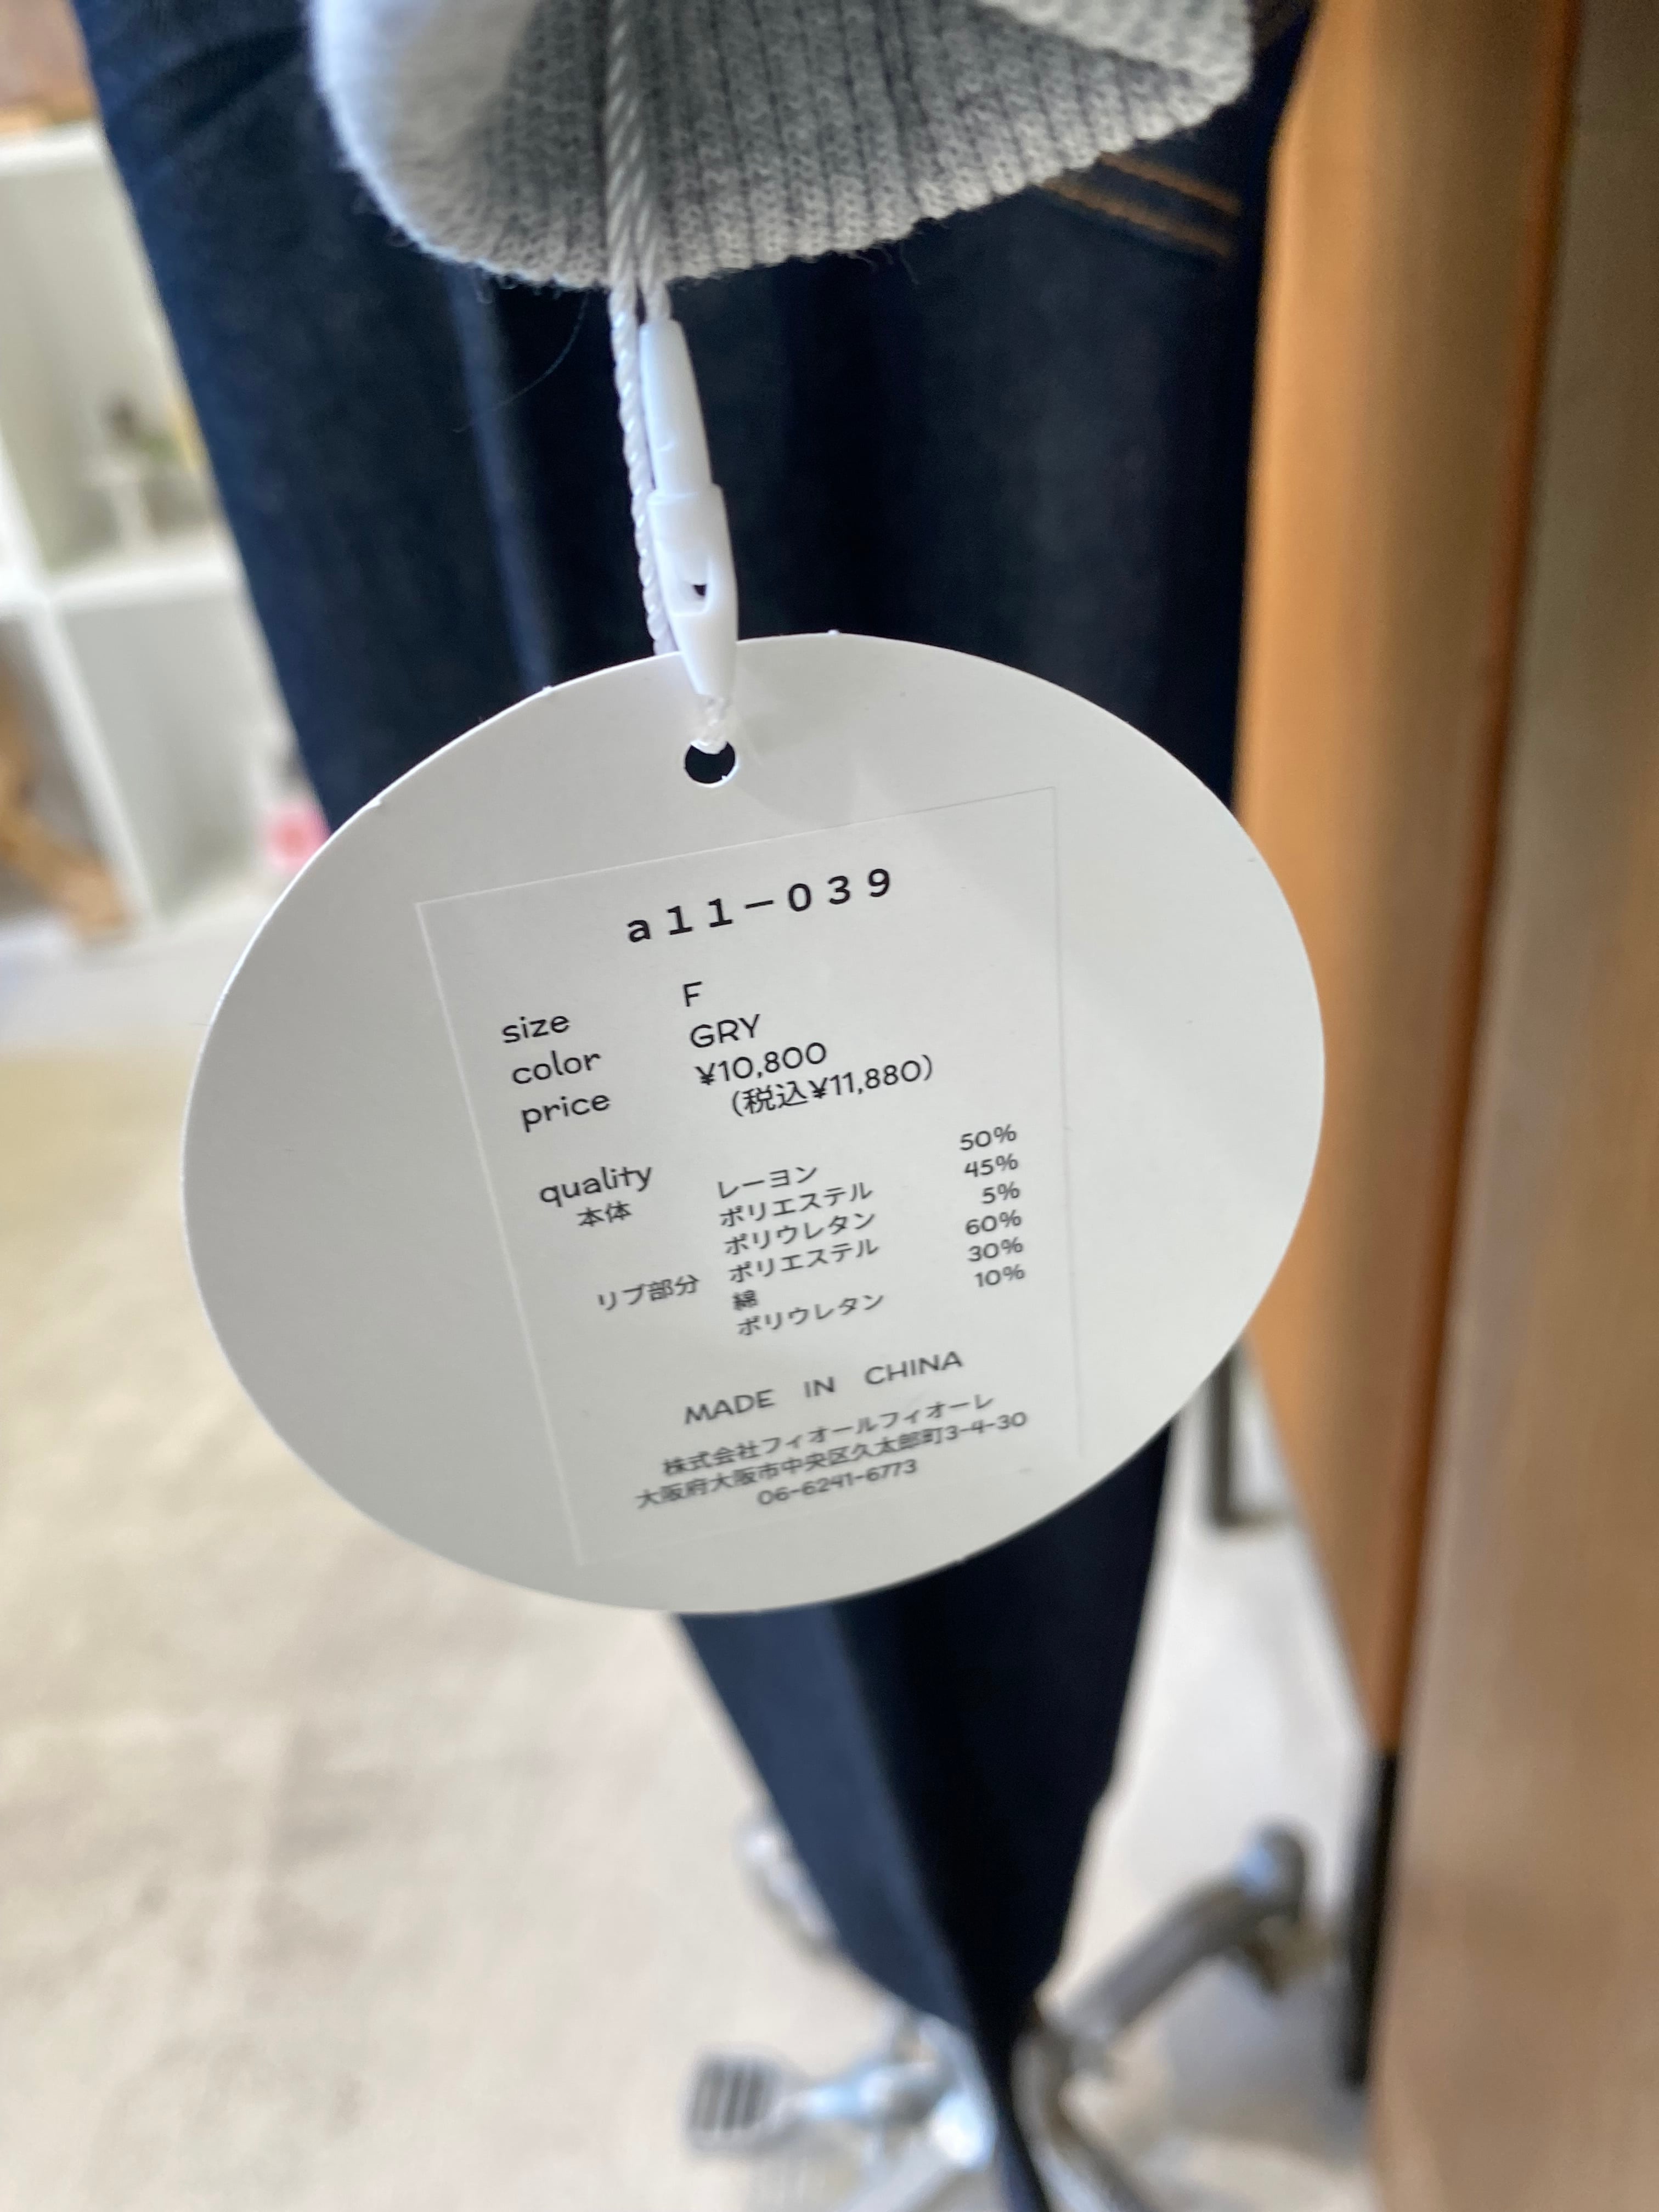 a11－039
size F
color GRY
price ¥10,800
（税込¥11,880）
quality
本体 レーヨン 50%
ポリエステル 45%
ポリウレタン 5%
リブ部分 ポリエステル 60%
綿 30%
ポリウレタン 10%
MADE IN CHINA
株式会社フィオールフィオーレ
大阪府大阪市中央区久太郎町3-4-30
06-6241-6773